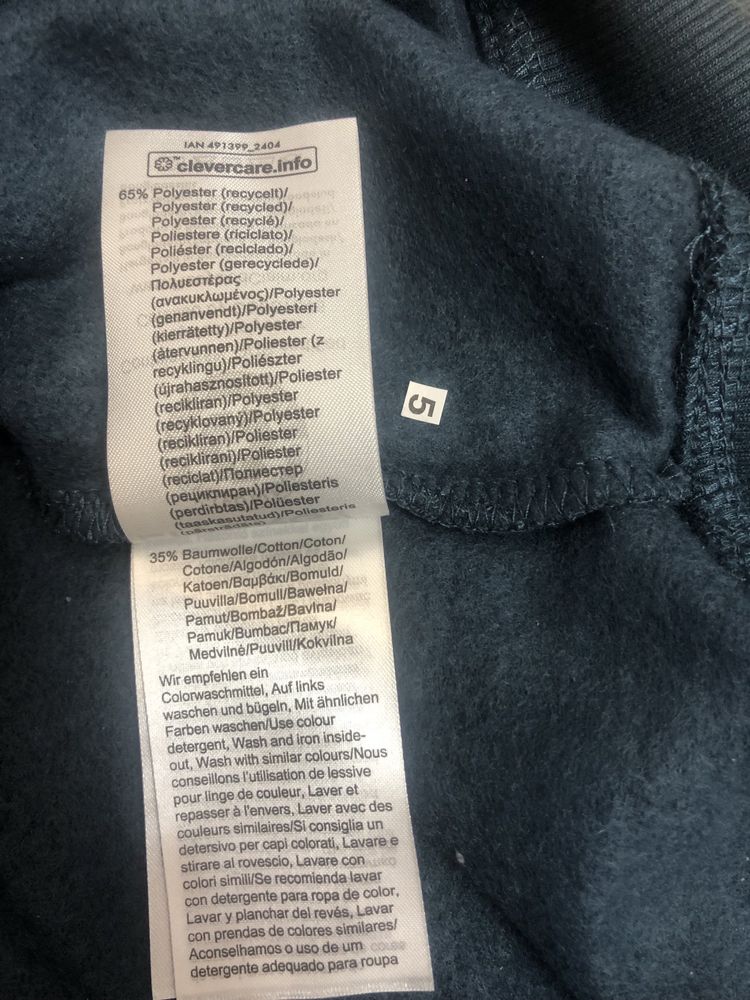 IAN 491399_2404
clevercare.info
65% Polyester (recycelt)/
Polyester (recycled)/
Polyester (recyclé)/
Poliestere (riciclato)/
Poliéster (reciclado)/
Polyester (gerecyclede)/
Πολυεστέρας
(ανακυκλωμένος)/Polyester
(genanvendt)/Polyesteri
(kierrätetty)/Polyester
(återvunnen)/Poliester (z
recyklingu)/Poliészter
(újrahasznosított)/Poliester
(recikliran)/Polyester
(recyklovaný)/Polyester
(recikliran)/Poliester
(reciklirani)/Poliester
(reciclat)/Полиестер
(рециклиран)/Poliesteris
(perdirbtas)/Polüester
(taaskasutatud)/Poliesteris
5
35% Baumwolle/Cotton/Coton/
Cotone/Algodón/Algodão/
Katoen/Βαμβάκι/Bomuld/
Puuvilla/Bomull/Bawełna/
Pamut/Bombaž/Bavlna/
Pamuk/Bumbac/Памук/
Medvilnė/Puuvill/Kokvilna
Wir empfehlen ein
Colorwaschmittel, Auf links
waschen und bügeln, Mit ähnlichen
Farben waschen/Use colour
detergent, Wash and iron inside-
out, Wash with similar colours/Nous
conseillons l'utilisation de lessive
pour linge de couleur, Laver et
repasser à l'envers, Laver avec des
couleurs similaires/Si consiglia un
detersivo per capi colorati, Lavare e
stirare al rovescio, Lavare con
colori simili/Se recomienda lavar
con detergente para ropa de color,
Lavar y planchar del revés, Lavar
con prendas de colores similares/
Aconselhamos o uso de um
detergente adequado para roupa